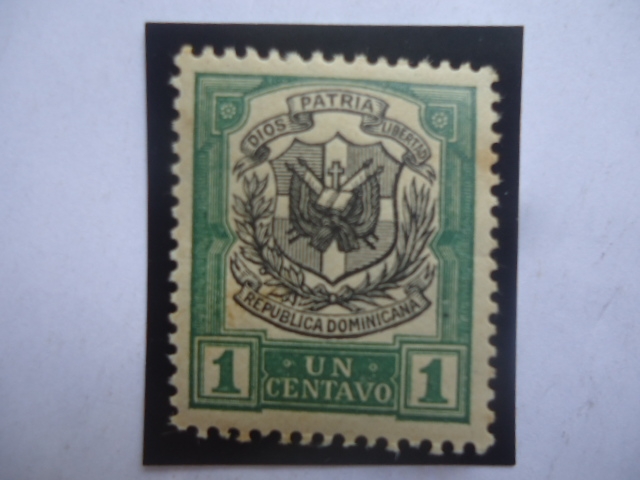 DIOS PATRIA LIBERTAD
REPUBLICA DOMINICANA
1 UN 1
CENTAVO